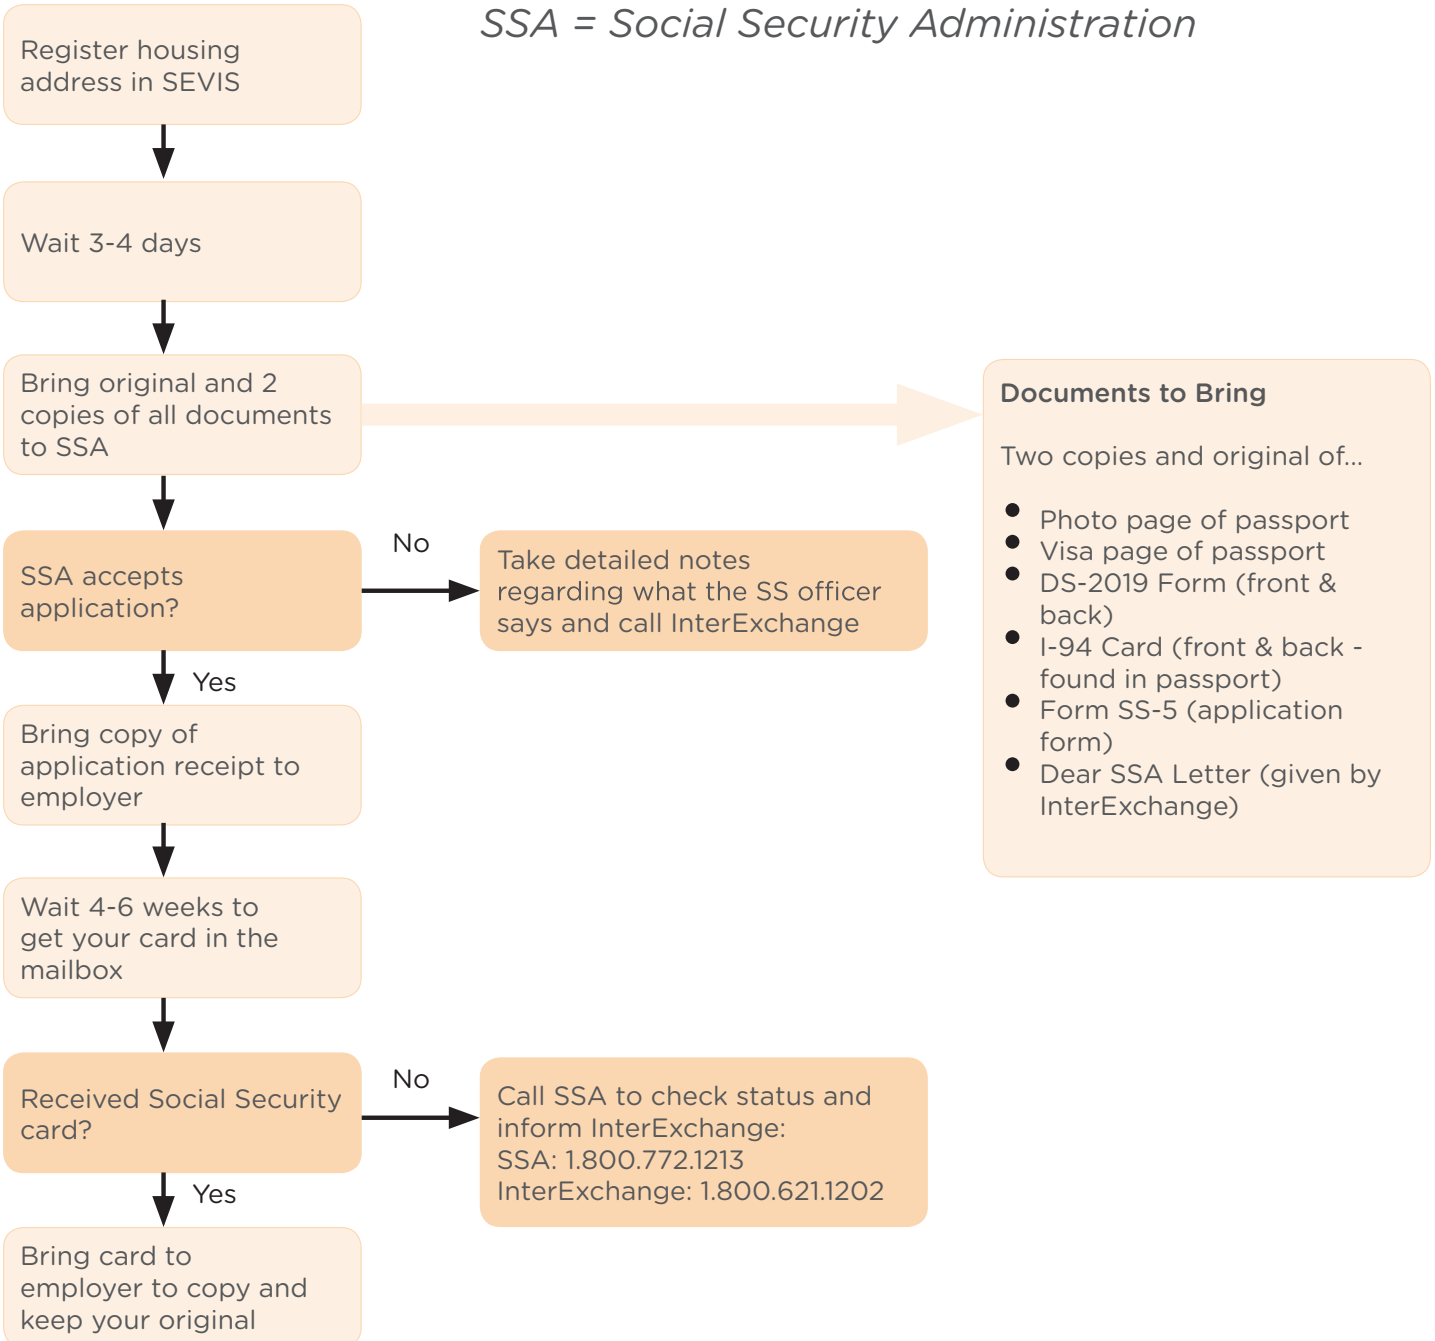 SSA = Social Security Administration
Register housing
address in SEVIS
Wait 3-4 days
Bring original and 2
copies of all documents
to SSA
Documents to Bring
Two copies and original of...
● Photo page of passport
● Visa page of passport
● DS-2019 Form (front &
back)
● I-94 Card (front & back -
found in passport)
● Form SS-5 (application
form)
● Dear SSA Letter (given by
InterExchange)
SSA accepts
application?
No
Take detailed notes
regarding what the SS officer
says and call InterExchange
Yes
Bring copy of
application receipt to
employer
Wait 4-6 weeks to
get your card in the
mailbox
Received Social Security
card?
No
Call SSA to check status and
inform InterExchange:
SSA: 1.800.772.1213
InterExchange: 1.800.621.1202
Yes
Bring card to
employer to copy and
keep your original